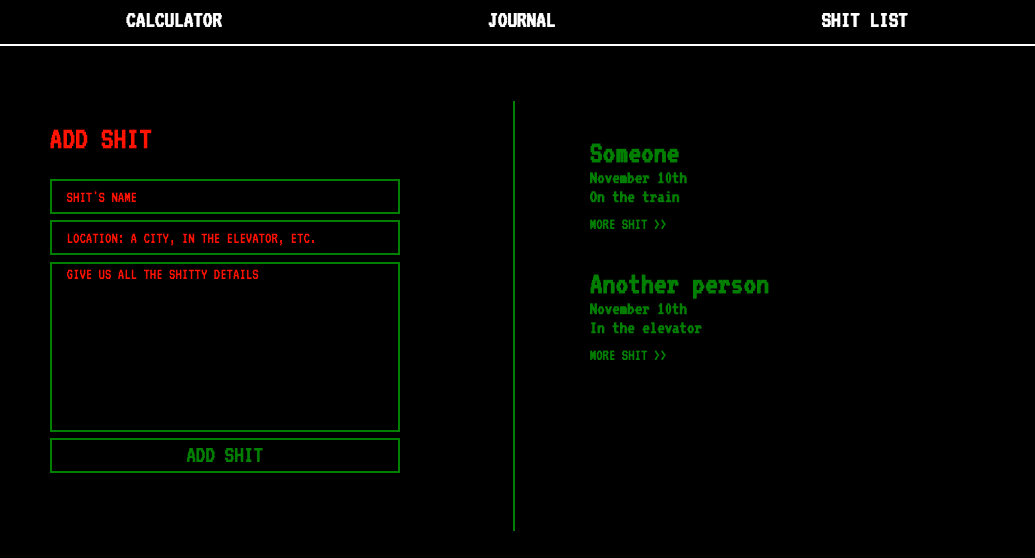 CALCULATOR JOURNAL SHIT LIST
ADD SHIT
SHIT'S NAME
LOCATION: A CITY, IN THE ELEVATOR, ETC.
GIVE US ALL THE SHITTY DETAILS
ADD SHIT
Someone
November 10th
On the train
MORE SHIT >>
Another person
November 10th
In the elevator
MORE SHIT >>